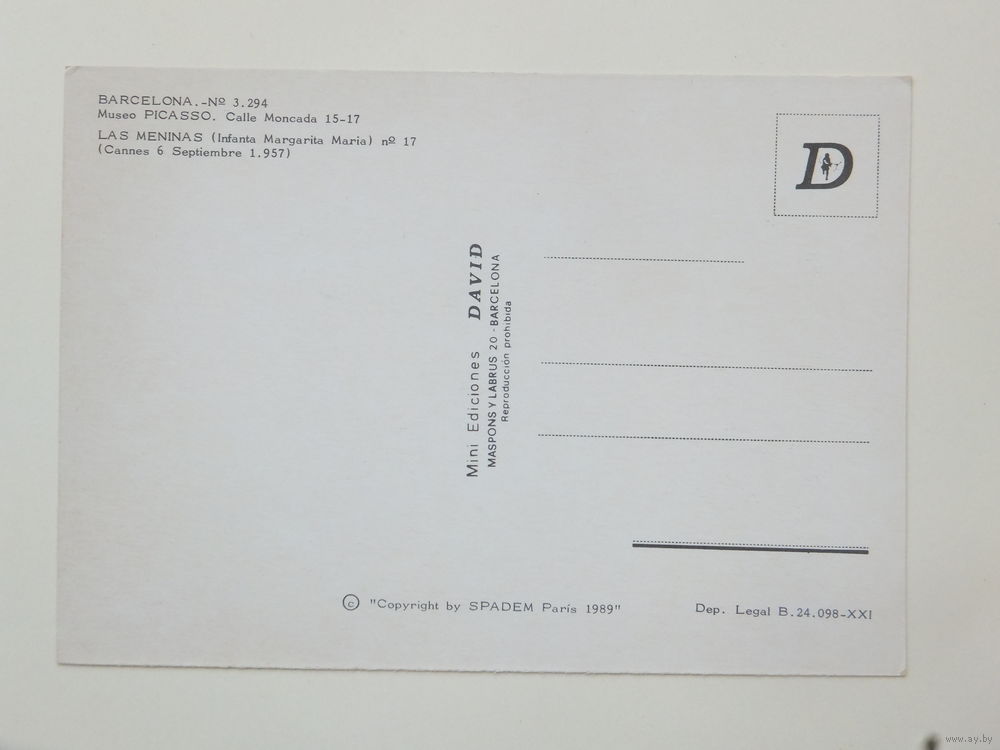 BARCELONA.-Nº 3.294
Museo PICASSO. Calle Moncada 15-17
LAS MENINAS (Infanta Margarita Maria) nº 17
(Cannes 6 Septiembre 1.957)
D
Mini Ediciones DAVID
MASPONS Y LABRUS 20 - BARCELONA
Reproducción prohibida
© "Copyright by SPADEM París 1989"
Dep. Legal B.24.098-XXI
www.ay.by